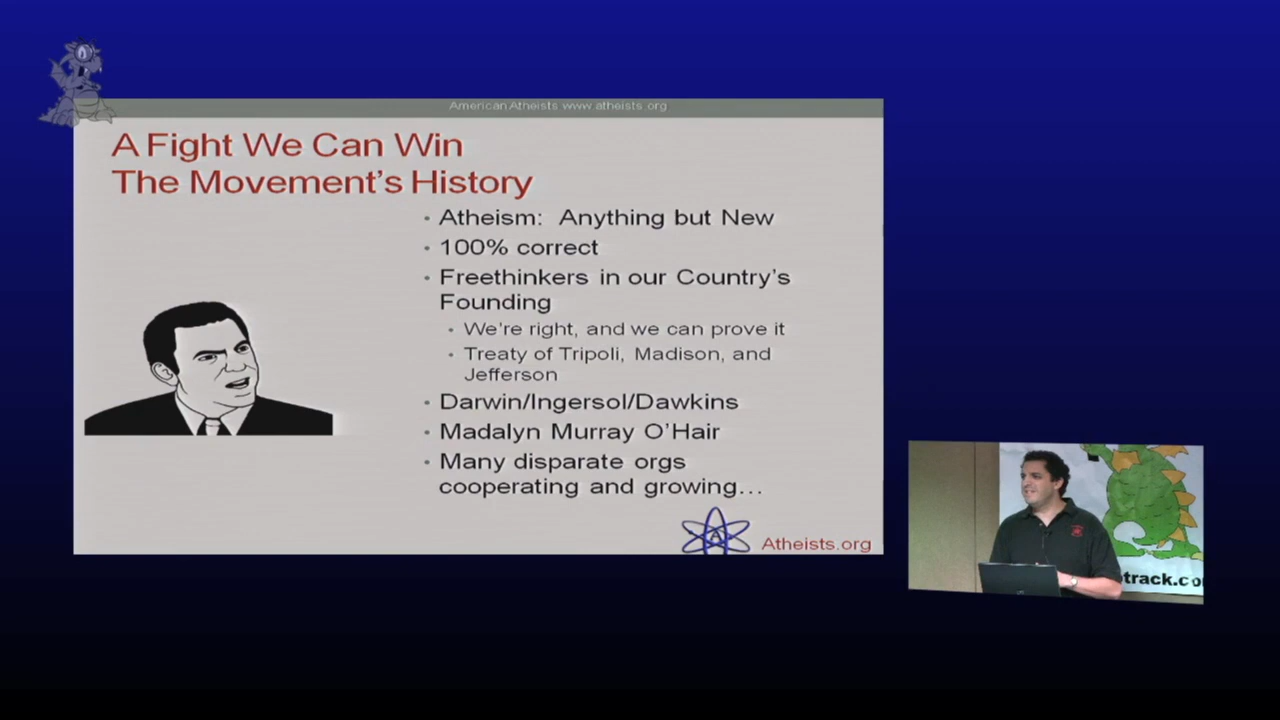 American Atheists www.atheists.org
A Fight We Can Win
The Movement's History
• Atheism: Anything but New
• 100% correct
• Freethinkers in our Country's
Founding
• We're right, and we can prove it
• Treaty of Tripoli, Madison, and
Jefferson
• Darwin/Ingersol/Dawkins
• Madalyn Murray O'Hair
• Many disparate orgs
cooperating and growing…
A
Atheists.org
track.co